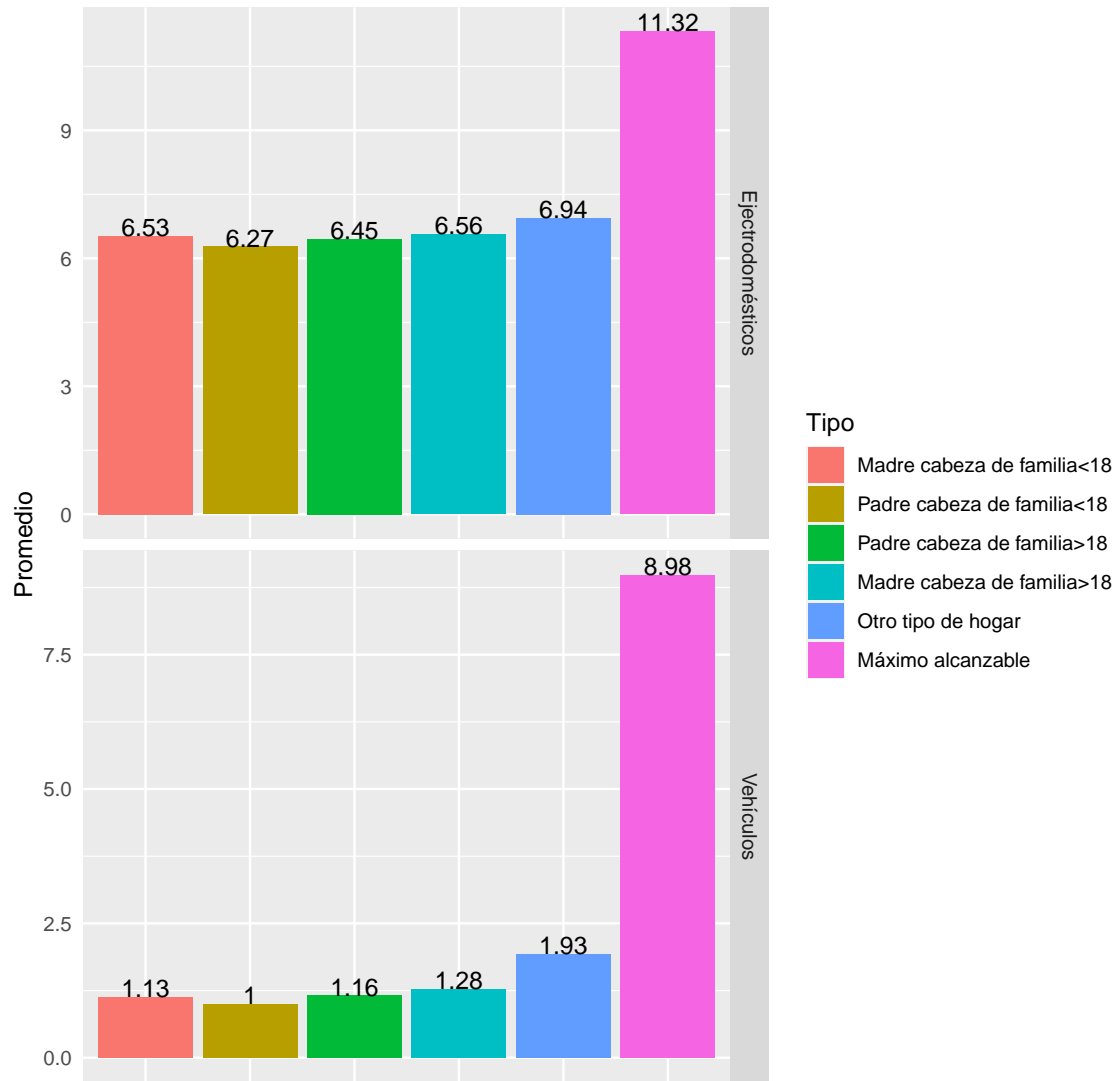 Promedio
11.32
9
6.53
6.27
6.45
6.56
6.94
6
3
0
Ejectrodomésticos
8.98
7.5
5.0
2.5
1.13
1
1.16
1.28
1.93
0.0
Vehículos
Tipo
Madre cabeza de familia<18
Padre cabeza de familia<18
Padre cabeza de familia>18
Madre cabeza de familia>18
Otro tipo de hogar
Máximo alcanzable